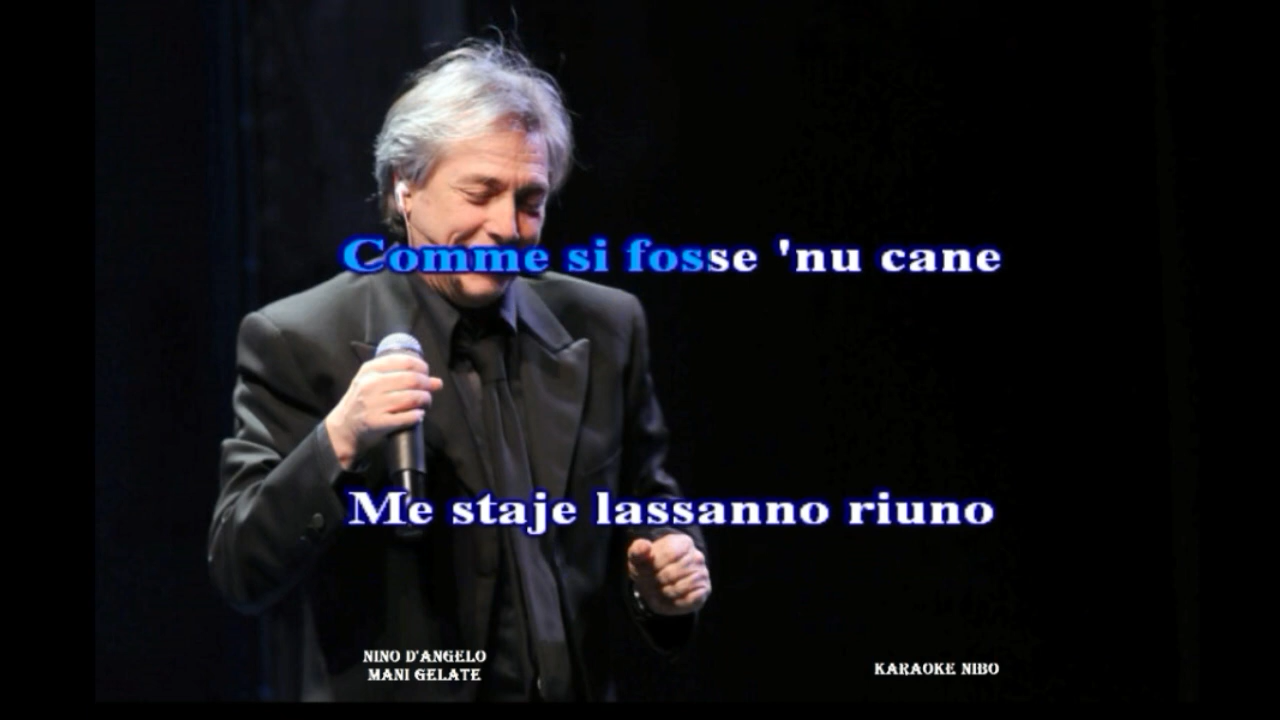 Comme si fosse 'nu cane
Me staje lassanno riuno
NINO D'ANGELO
MANI GELATE
KARAOKE NIBO